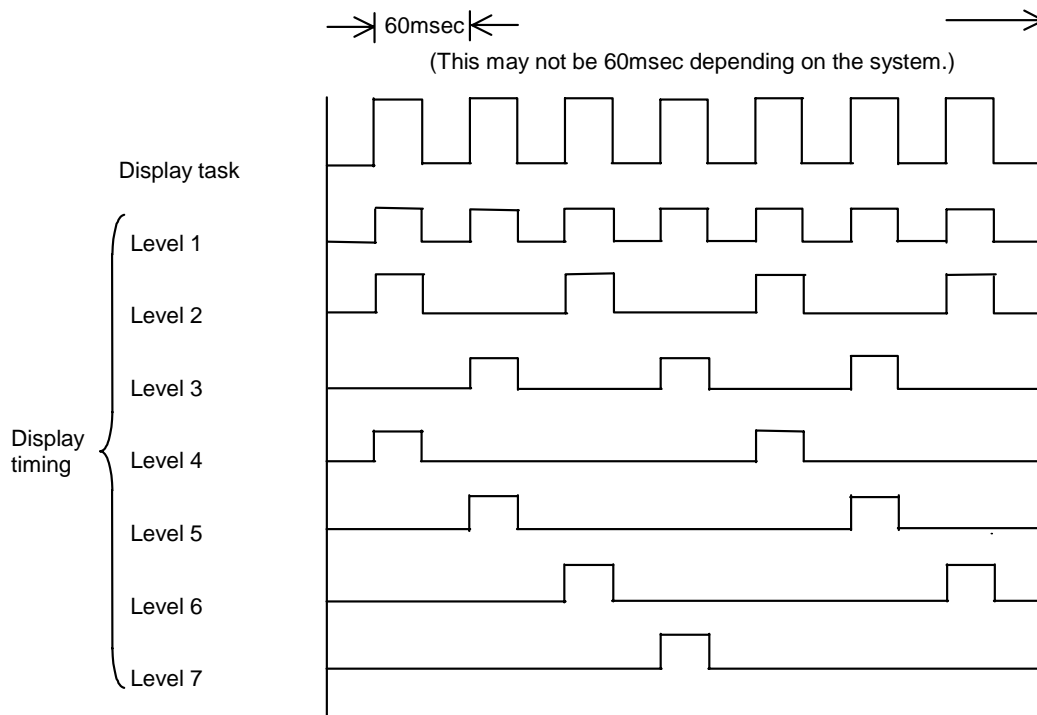 60msec
(This may not be 60msec depending on the system.)
Display task
Level 1
Level 2
Level 3
Display
timing
Level 4
Level 5
Level 6
Level 7